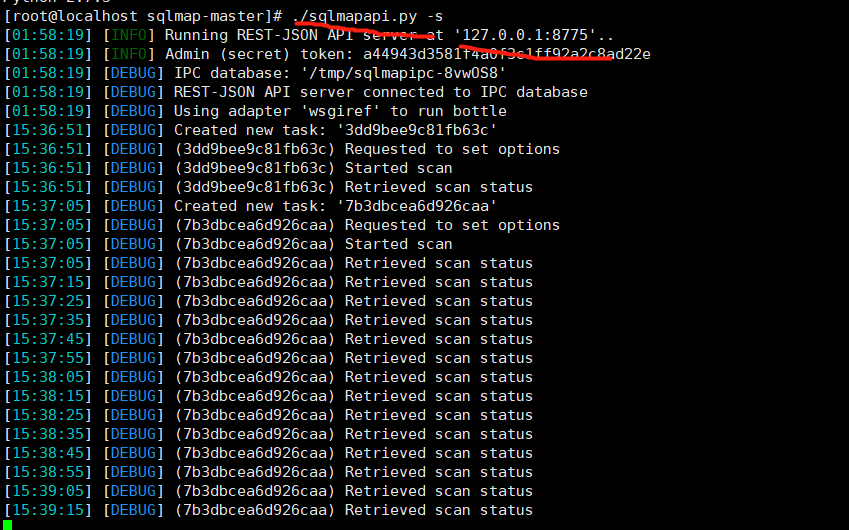 [root@localhost sqlmap-master]# ./sqlmapapi.py -s
[01:58:19] [INFO] Running REST-JSON API server at '127.0.0.1:8775'..
[01:58:19] [INFO] Admin (secret) token: a44943d3581f4a0f3c1ff92a2c8ad22e
[01:58:19] [DEBUG] IPC database: '/tmp/sqlmapipc-8vwOS8'
[01:58:19] [DEBUG] REST-JSON API server connected to IPC database
[01:58:19] [DEBUG] Using adapter 'wsgiref' to run bottle
[15:36:51] [DEBUG] Created new task: '3dd9bee9c81fb63c'
[15:36:51] [DEBUG] (3dd9bee9c81fb63c) Requested to set options
[15:36:51] [DEBUG] (3dd9bee9c81fb63c) Started scan
[15:36:51] [DEBUG] (3dd9bee9c81fb63c) Retrieved scan status
[15:37:05] [DEBUG] Created new task: '7b3dbcea6d926caa'
[15:37:05] [DEBUG] (7b3dbcea6d926caa) Requested to set options
[15:37:05] [DEBUG] (7b3dbcea6d926caa) Started scan
[15:37:05] [DEBUG] (7b3dbcea6d926caa) Retrieved scan status
[15:37:15] [DEBUG] (7b3dbcea6d926caa) Retrieved scan status
[15:37:25] [DEBUG] (7b3dbcea6d926caa) Retrieved scan status
[15:37:35] [DEBUG] (7b3dbcea6d926caa) Retrieved scan status
[15:37:45] [DEBUG] (7b3dbcea6d926caa) Retrieved scan status
[15:37:55] [DEBUG] (7b3dbcea6d926caa) Retrieved scan status
[15:38:05] [DEBUG] (7b3dbcea6d926caa) Retrieved scan status
[15:38:15] [DEBUG] (7b3dbcea6d926caa) Retrieved scan status
[15:38:25] [DEBUG] (7b3dbcea6d926caa) Retrieved scan status
[15:38:35] [DEBUG] (7b3dbcea6d926caa) Retrieved scan status
[15:38:45] [DEBUG] (7b3dbcea6d926caa) Retrieved scan status
[15:38:55] [DEBUG] (7b3dbcea6d926caa) Retrieved scan status
[15:39:05] [DEBUG] (7b3dbcea6d926caa) Retrieved scan status
[15:39:15] [DEBUG] (7b3dbcea6d926caa) Retrieved scan status